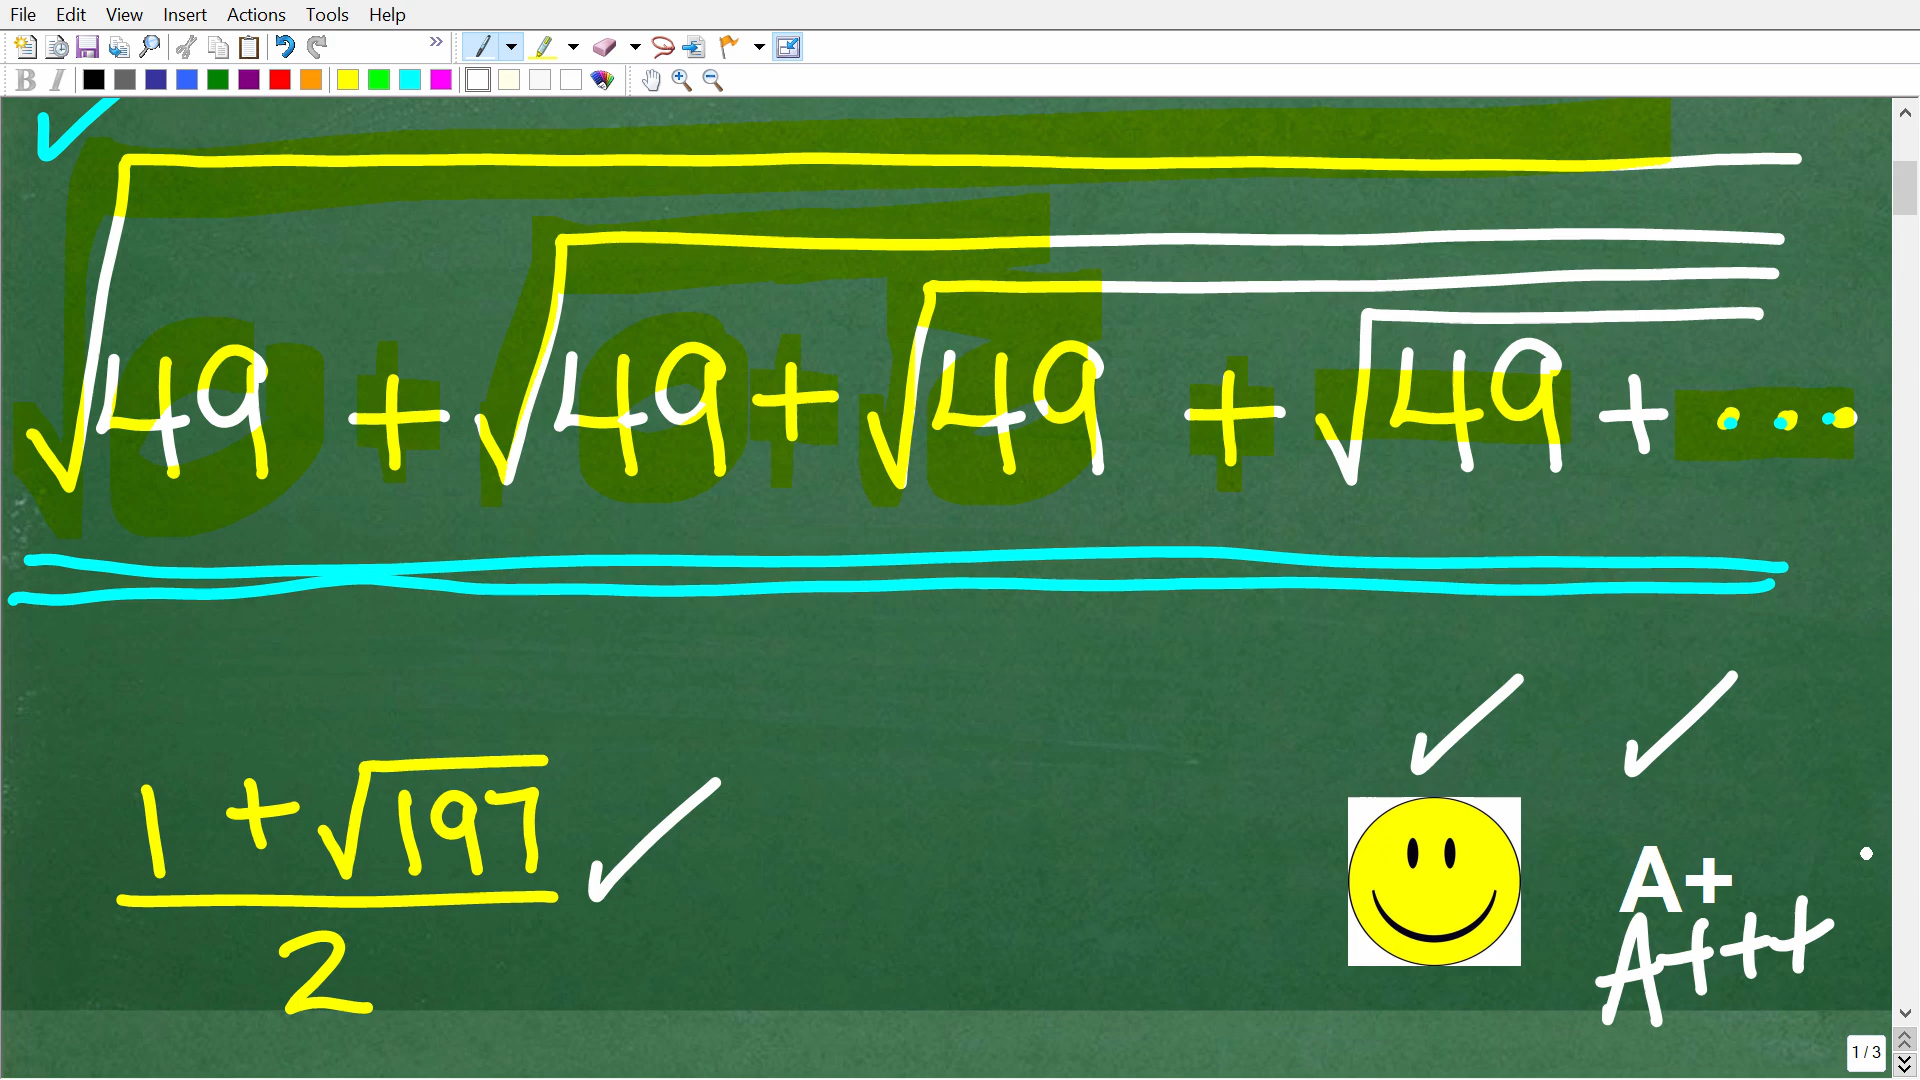 File Edit View Insert Actions Tools Help
B I
√49 + √49 + √49 + √49 + ...
1 + √197
2
A+
A+++
1 / 3